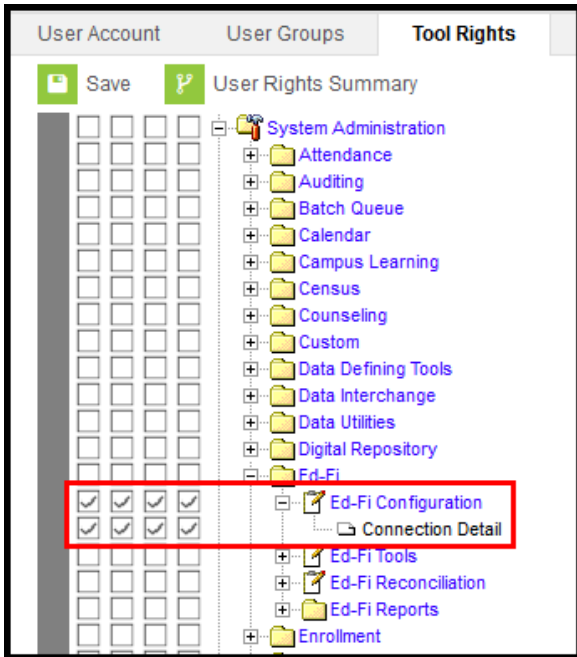 User Account User Groups Tool Rights
Save User Rights Summary
System Administration
Attendance
Auditing
Batch Queue
Calendar
Campus Learning
Census
Counseling
Custom
Data Defining Tools
Data Interchange
Data Utilities
Digital Repository
Ed-Fi
Ed-Fi Configuration
Connection Detail
Ed-Fi Tools
Ed-Fi Reconciliation
Ed-Fi Reports
Enrollment